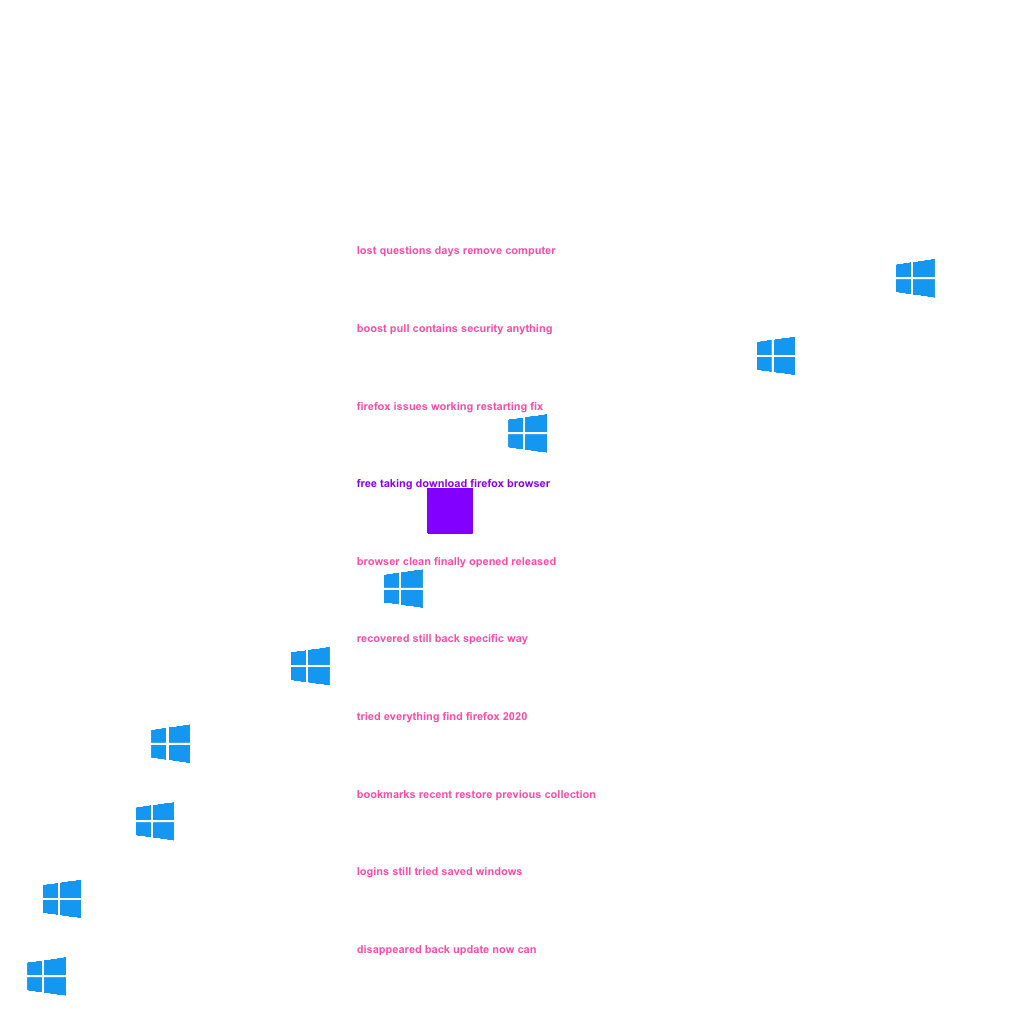 lost questions days remove computer
boost pull contains security anything
firefox issues working restarting fix
free taking download firefox browser
browser clean finally opened released
recovered still back specific way
tried everything find firefox 2020
bookmarks recent restore previous collection
logins still tried saved windows
disappeared back update now can